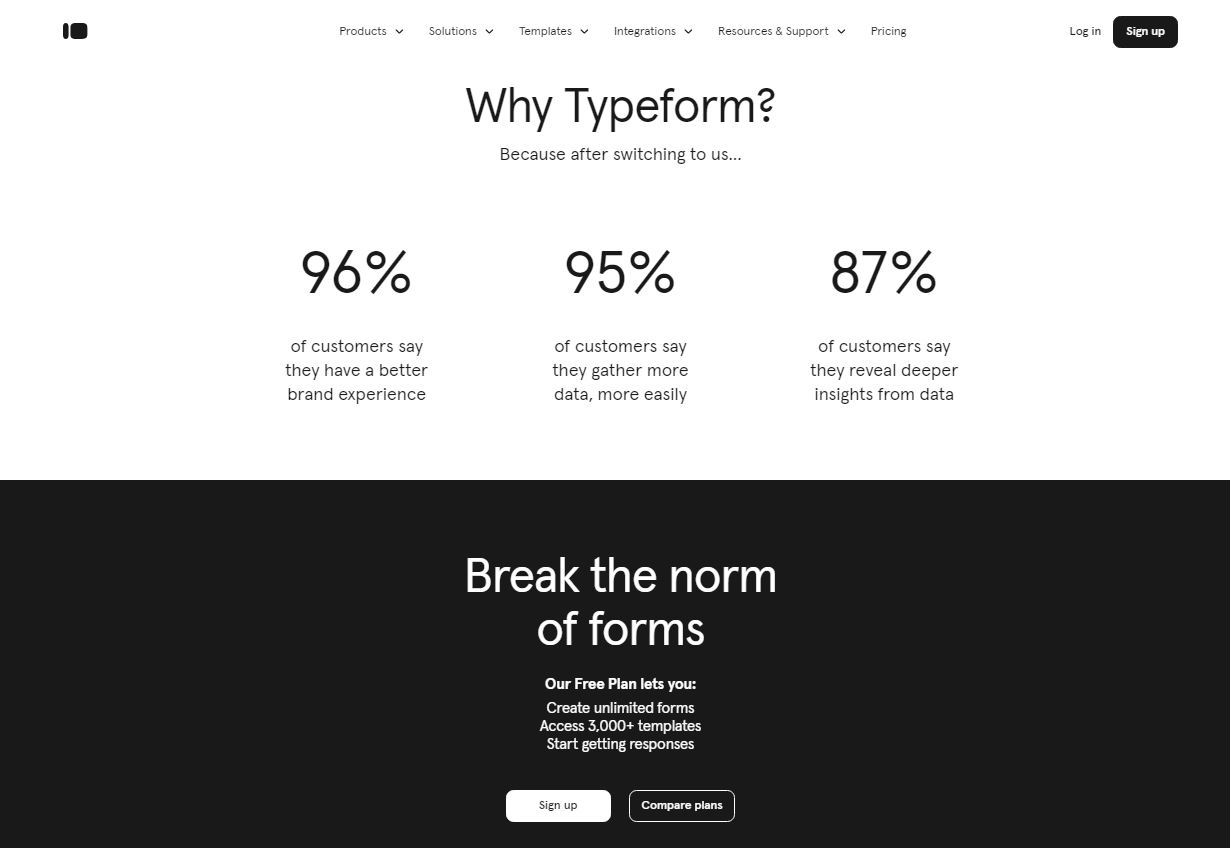 Products
Solutions
Templates
Integrations
Resources & Support
Pricing
Log in
Sign up
Why Typeform?
Because after switching to us...
96%
of customers say
they have a better
brand experience
95%
of customers say
they gather more
data, more easily
87%
of customers say
they reveal deeper
insights from data
Break the norm
of forms
Our Free Plan lets you:
Create unlimited forms
Access 3,000+ templates
Start getting responses
Sign up
Compare plans